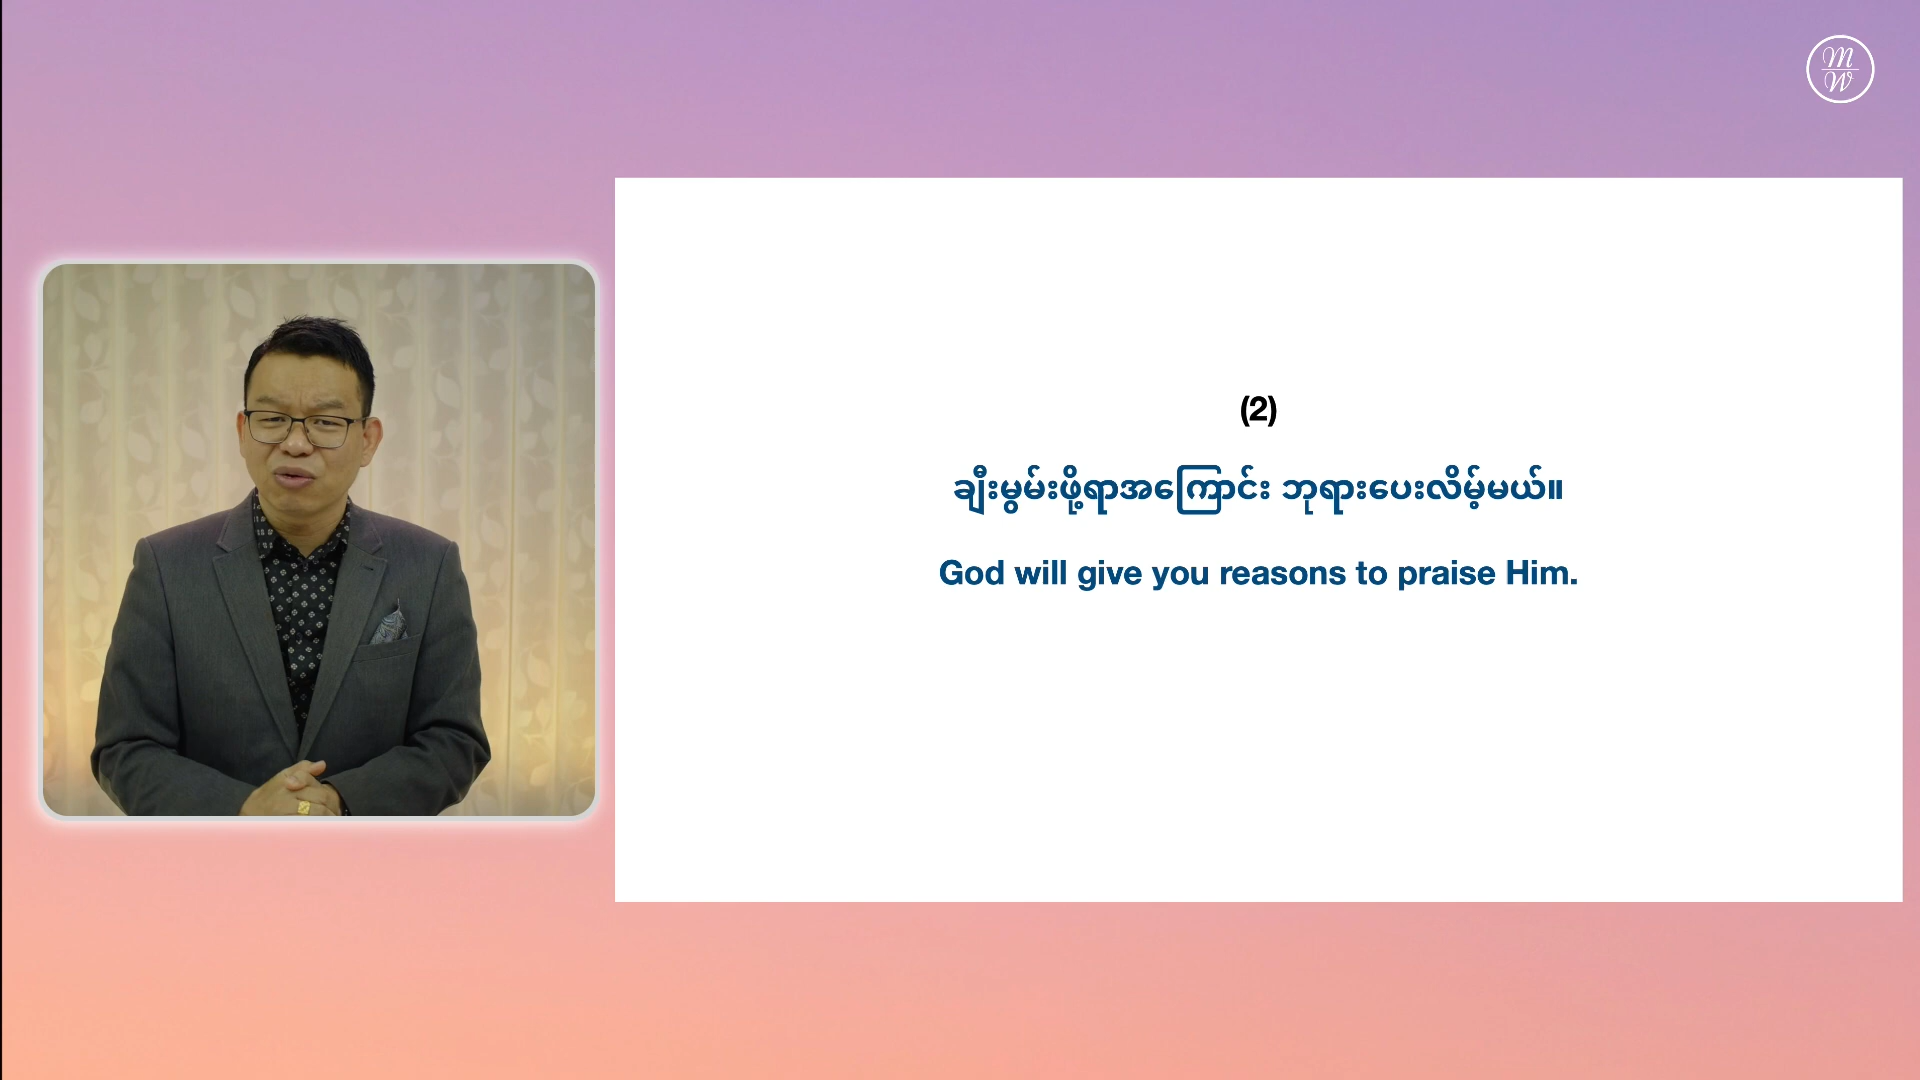 M
W
(2)
ချီးမွမ်းဖို့ရာအကြောင်း ဘုရားပေးလိမ့်မယ်။
God will give you reasons to praise Him.